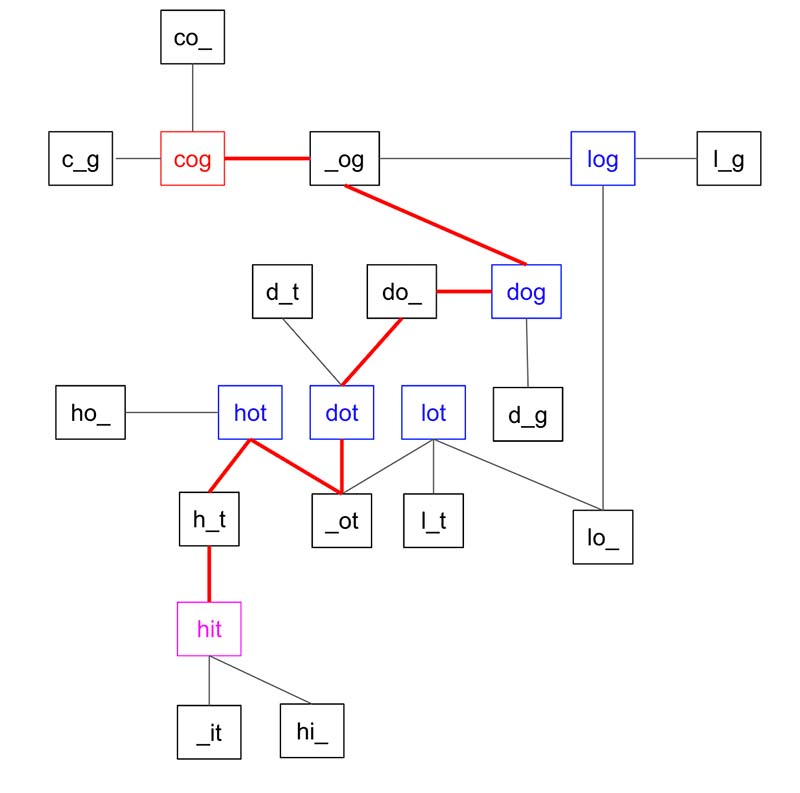 co_
c_g
cog
_og
log
l_g
d_t
do_
dog
ho_
hot
dot
lot
d_g
h_t
_ot
l_t
lo_
hit
_it
hi_